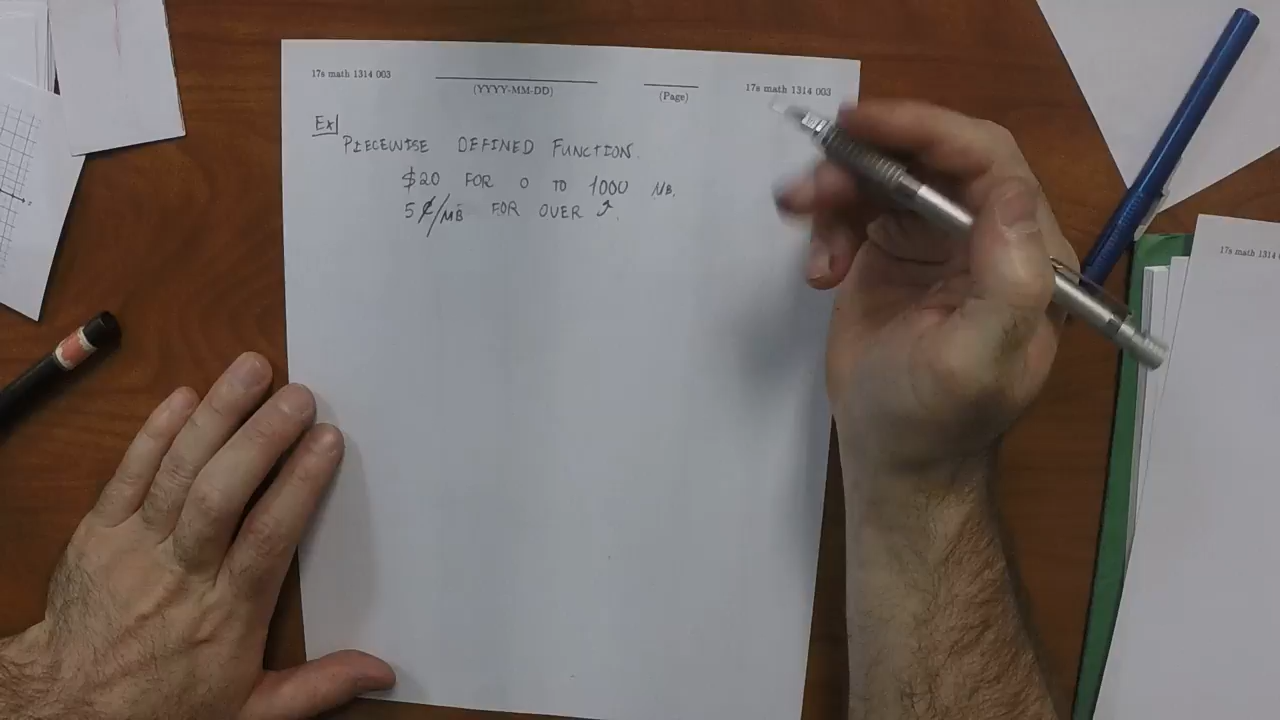 17s math 1314 003 (YYYY-MM-DD) (Page) 17s math 1314 003
Ex
PIECEWISE DEFINED FUNCTION.
$20 FOR 0 TO 1000 MB.
5¢/MB FOR OVER ⤴.
17s math 1314